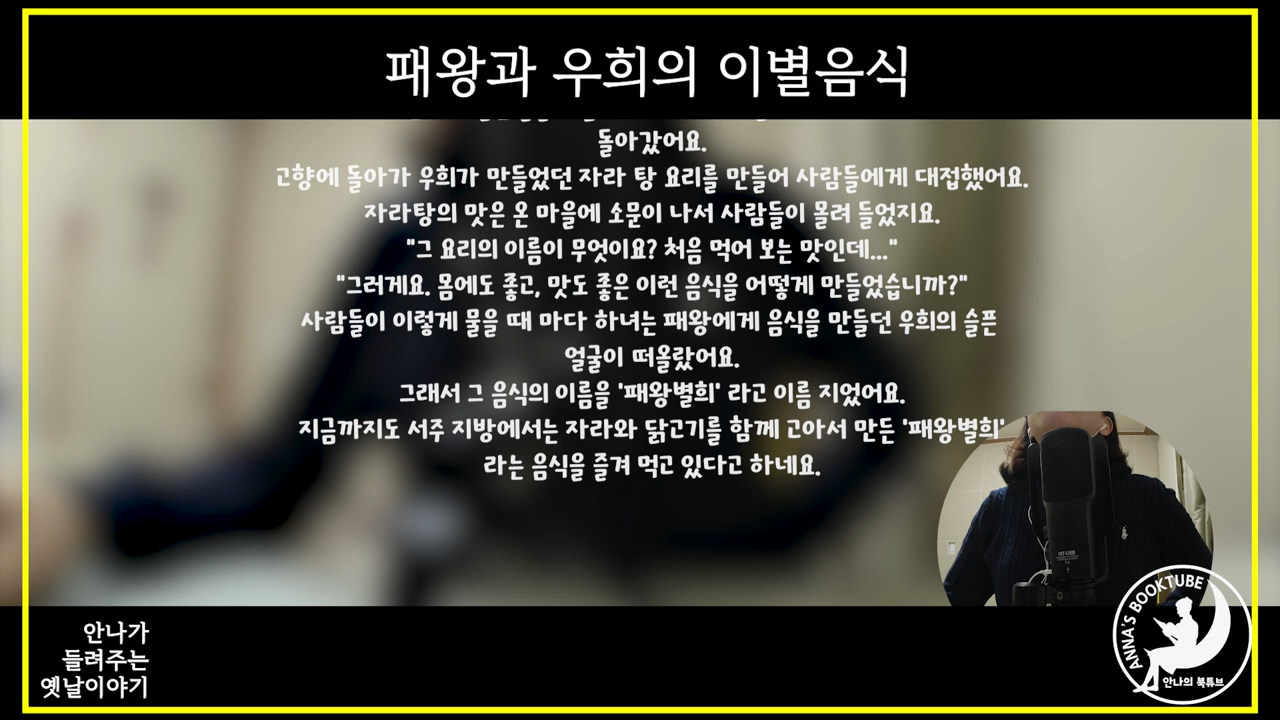 패왕과 우희의 이별음식
돌아갔어요.
고향에 돌아가 우희가 만들었던 자라 탕 요리를 만들어 사람들에게 대접했어요.
자라탕의 맛은 온 마을에 소문이 나서 사람들이 몰려 들었지요.
"그 요리의 이름이 무엇이요? 처음 먹어 보는 맛인데..."
"그러게요. 몸에도 좋고, 맛도 좋은 이런 음식을 어떻게 만들었습니까?"
사람들이 이렇게 물을 때 마다 하녀는 패왕에게 음식을 만들던 우희의 슬픈
얼굴이 떠올랐어요.
그래서 그 음식의 이름을 '패왕별희' 라고 이름 지었어요.
지금까지도 서주 지방에서는 자라와 닭고기를 함께 고아서 만든 '패왕별희'
라는 음식을 즐겨 먹고 있다고 하네요.
NT-USB
안나가
들려주는
옛날이야기
ANNA'S BOOKTUBE
안나의 북튜브